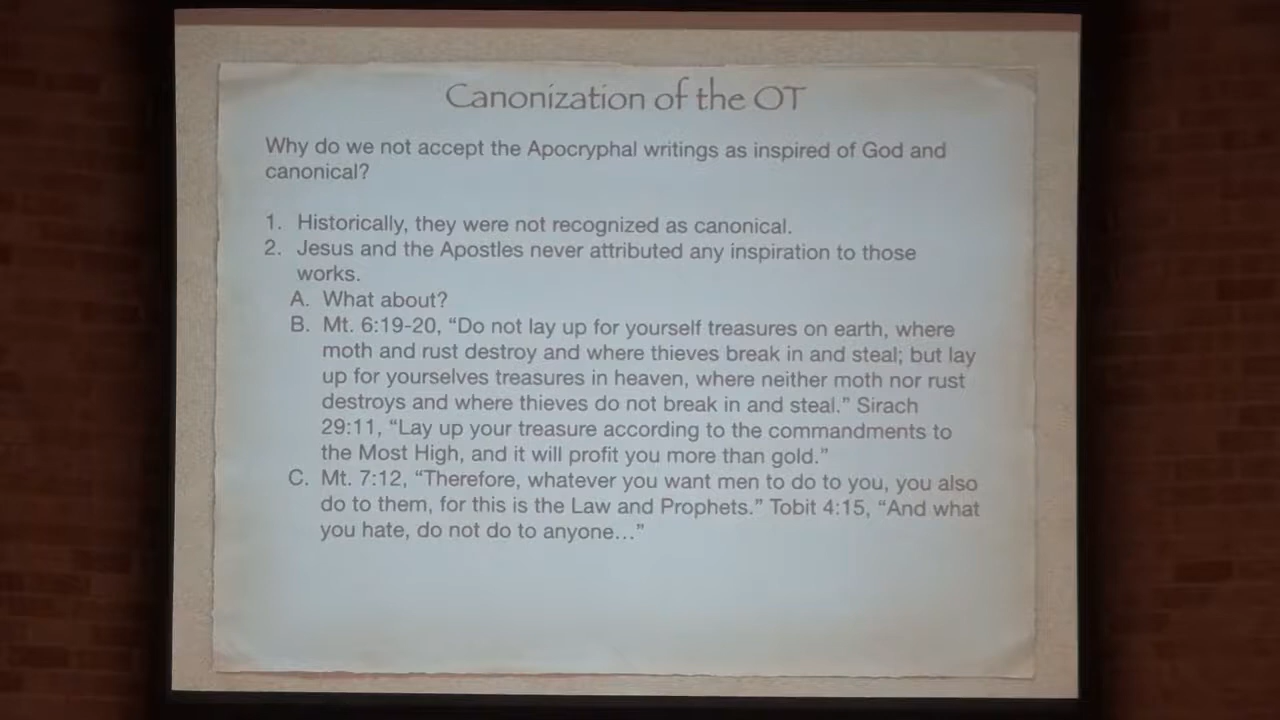 Canonization of the OT
Why do we not accept the Apocryphal writings as inspired of God and
canonical?
1. Historically, they were not recognized as canonical.
2. Jesus and the Apostles never attributed any inspiration to those
works.
A. What about?
B. Mt. 6:19-20, “Do not lay up for yourself treasures on earth, where
moth and rust destroy and where thieves break in and steal; but lay
up for yourselves treasures in heaven, where neither moth nor rust
destroys and where thieves do not break in and steal.” Sirach
29:11, “Lay up your treasure according to the commandments to
the Most High, and it will profit you more than gold.”
C. Mt. 7:12, “Therefore, whatever you want men to do to you, you also
do to them, for this is the Law and Prophets.” Tobit 4:15, “And what
you hate, do not do to anyone…”